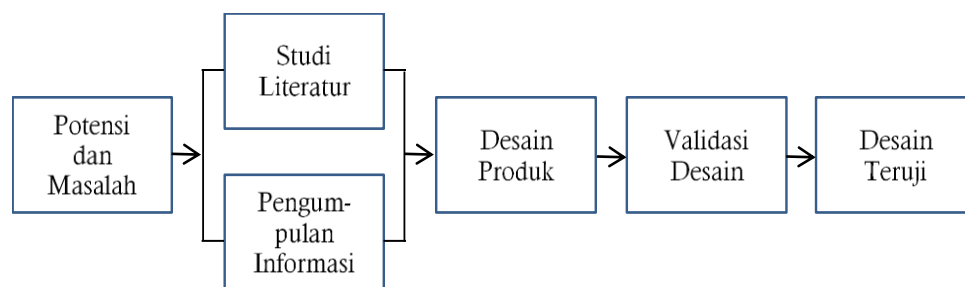 Potensi
dan
Masalah
Studi
Literatur
Pengum-
pulan
Informasi
Desain
Produk
Validasi
Desain
Desain
Teruji